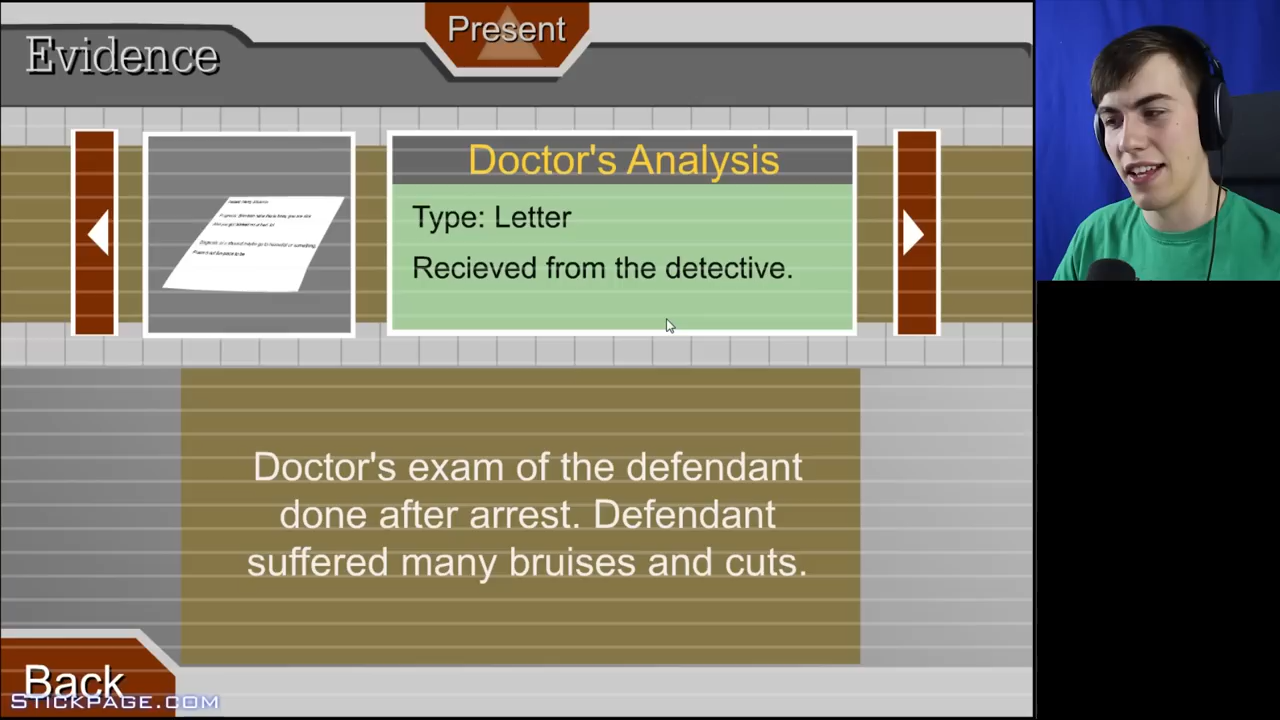 Present
Evidence
Doctor's Analysis
Type: Letter
Recieved from the detective.
Doctor's exam of the defendant
done after arrest. Defendant
suffered many bruises and cuts.
Back
STICKPAGE.COM